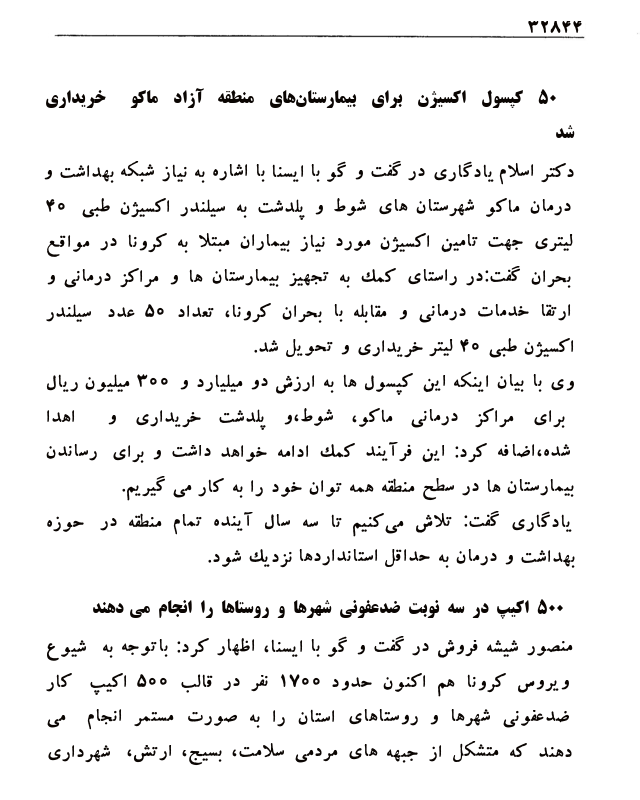 ۳۲۸۴۴
۵۰ کپسول اکسیژن برای بیمارستان‌های منطقه آزاد ماکو خریداری
شد
دکتر اسلام یادگاری در گفت و گو با ایسنا با اشاره به نیاز شبکه بهداشت و
درمان ماکو شهرستان های شوط و پلدشت به سیلندر اکسیژن طبی ۴۰
لیتری جهت تامین اکسیژن مورد نیاز بیماران مبتلا به کرونا در مواقع
بحران گفت:در راستای کمک به تجهیز بیمارستان ها و مراکز درمانی و
ارتقا خدمات درمانی و مقابله با بحران کرونا، تعداد ۵۰ عدد سیلندر
اکسیژن طبی ۴۰ لیتر خریداری و تحویل شد.
وی با بیان اینکه این کپسول ها به ارزش دو میلیارد و ۳۰۰ میلیون ریال
برای مراکز درمانی ماکو، شوط،و پلدشت خریداری و اهدا
شده،اضافه کرد: این فرآیند کمک ادامه خواهد داشت و برای رساندن
بیمارستان ها در سطح منطقه همه توان خود را به کار می گیریم.
یادگاری گفت: تلاش می‌کنیم تا سه سال آینده تمام منطقه در حوزه
بهداشت و درمان به حداقل استانداردها نزدیک شود.
۵۰۰ اکیپ در سه نوبت ضدعفونی شهرها و روستاها را انجام می دهند
منصور شیشه فروش در گفت و گو با ایسنا، اظهار کرد: باتوجه به شیوع
ویروس کرونا هم اکنون حدود ۱۷۰۰ نفر در قالب ۵۰۰ اکیپ کار
ضدعفونی شهرها و روستاهای استان را به صورت مستمر انجام می
دهند که متشکل از جبهه های مردمی سلامت، بسیج، ارتش، شهرداری